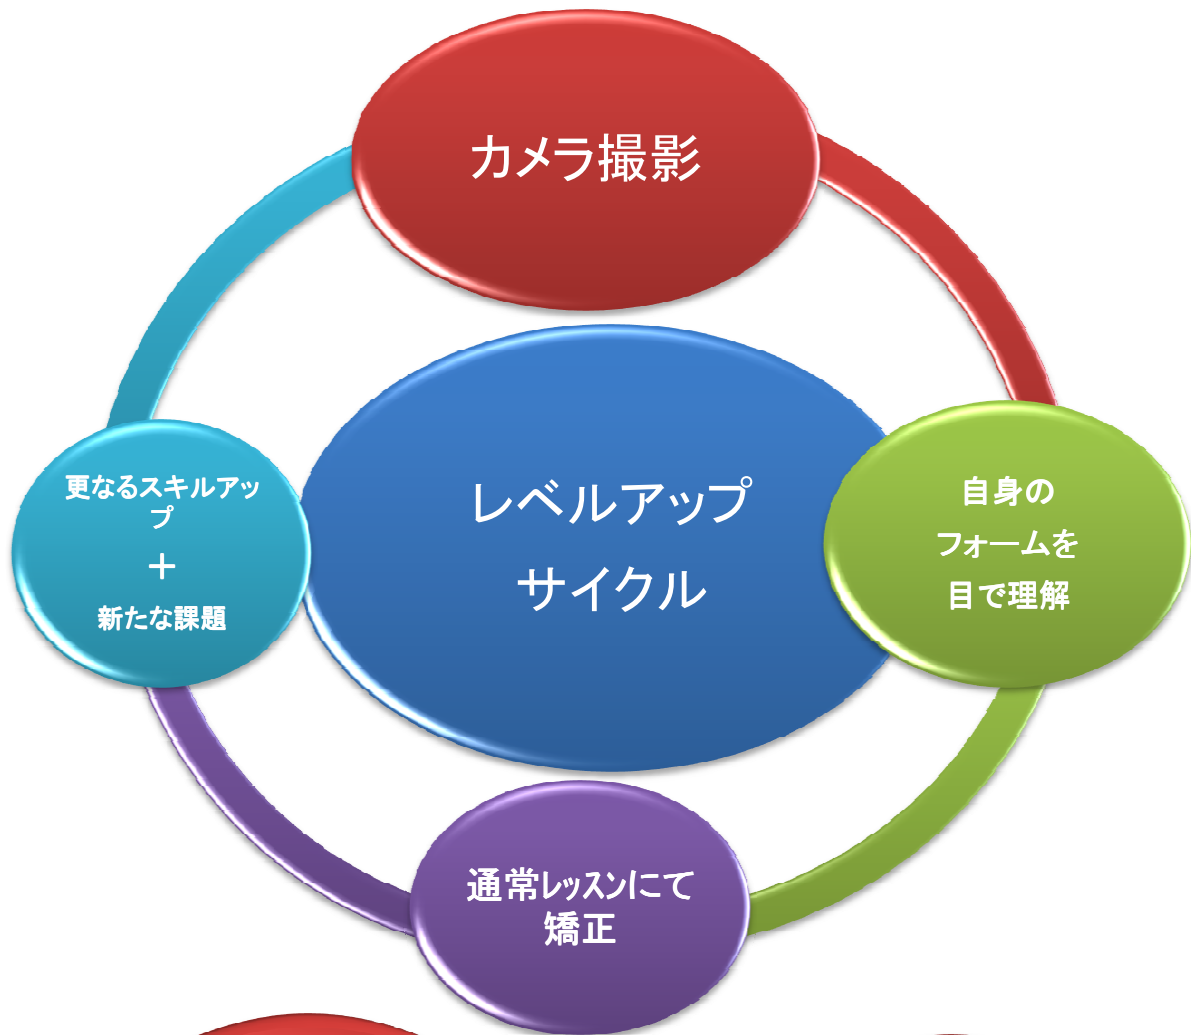 カメラ撮影
レベルアップ
サイクル
自身の
フォームを
目で理解
通常レッスンにて
矯正
更なるスキルアッ
プ
＋
新たな課題